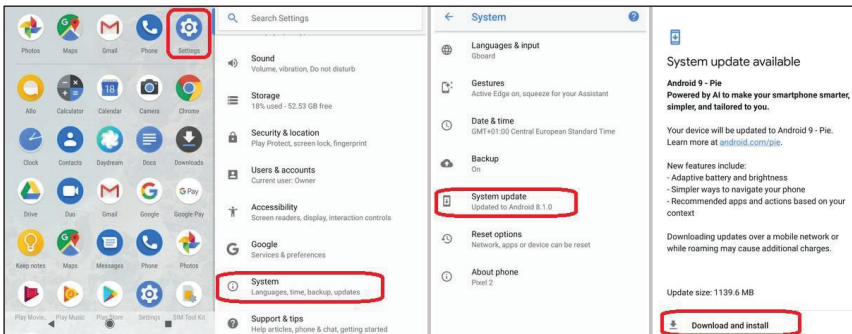 Photos Maps Gmail Phone Settings
Allo Calculator Calendar Camera Chrome
Clock Contacts Daydream Docs Downloads
Drive Duo Gmail Google Google Pay
Keep notes Maps Messages Phone Photos
Play Movie.. Play Music Play Store Settings SIM Tool Kit
Search Settings
Sound
Volume, vibration, Do not disturb
Storage
18% used - 52.53 GB free
Security & location
Play Protect, screen lock, fingerprint
Users & accounts
Current user: Owner
Accessibility
Screen readers, display, interaction controls
Google
Services & preferences
System
Languages, time, backup, updates
Support & tips
Help articles, phone & chat, getting started
System
Languages & input
Gboard
Gestures
Active Edge on, squeeze for your Assistant
Date & time
GMT+01:00 Central European Standard Time
Backup
On
System update
Updated to Android 8.1.0
Reset options
Network, apps or device can be reset
About phone
Pixel 2
System update available
Android 9 - Pie
Powered by AI to make your smartphone smarter,
simpler, and tailored to you.
Your device will be updated to Android 9 - Pie.
Learn more at android.com/pie.
New features include:
- Adaptive battery and brightness
- Simpler ways to navigate your phone
- Recommended apps and actions based on your
context
Downloading updates over a mobile network or
while roaming may cause additional charges.
Update size: 1139.6 MB
Download and install